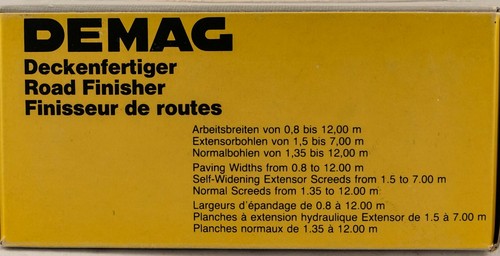 DEMAG
Deckenfertiger
Road Finisher
Finisseur de routes
Arbeitsbreiten von 0,8 bis 12,00 m
Extensorbohlen von 1,5 bis 7,00 m
Normalbohlen von 1,35 bis 12,00 m
Paving Widths from 0.8 to 12.00 m
Self-Widening Extensor Screeds from 1.5 to 7.00 m
Normal Screeds from 1.35 to 12.00 m
Largeurs d'épandage de 0.8 à 12.00 m
Planches à extension hydraulique Extensor de 1.5 à 7.00 m
Planches normaux de 1.35 à 12.00 m